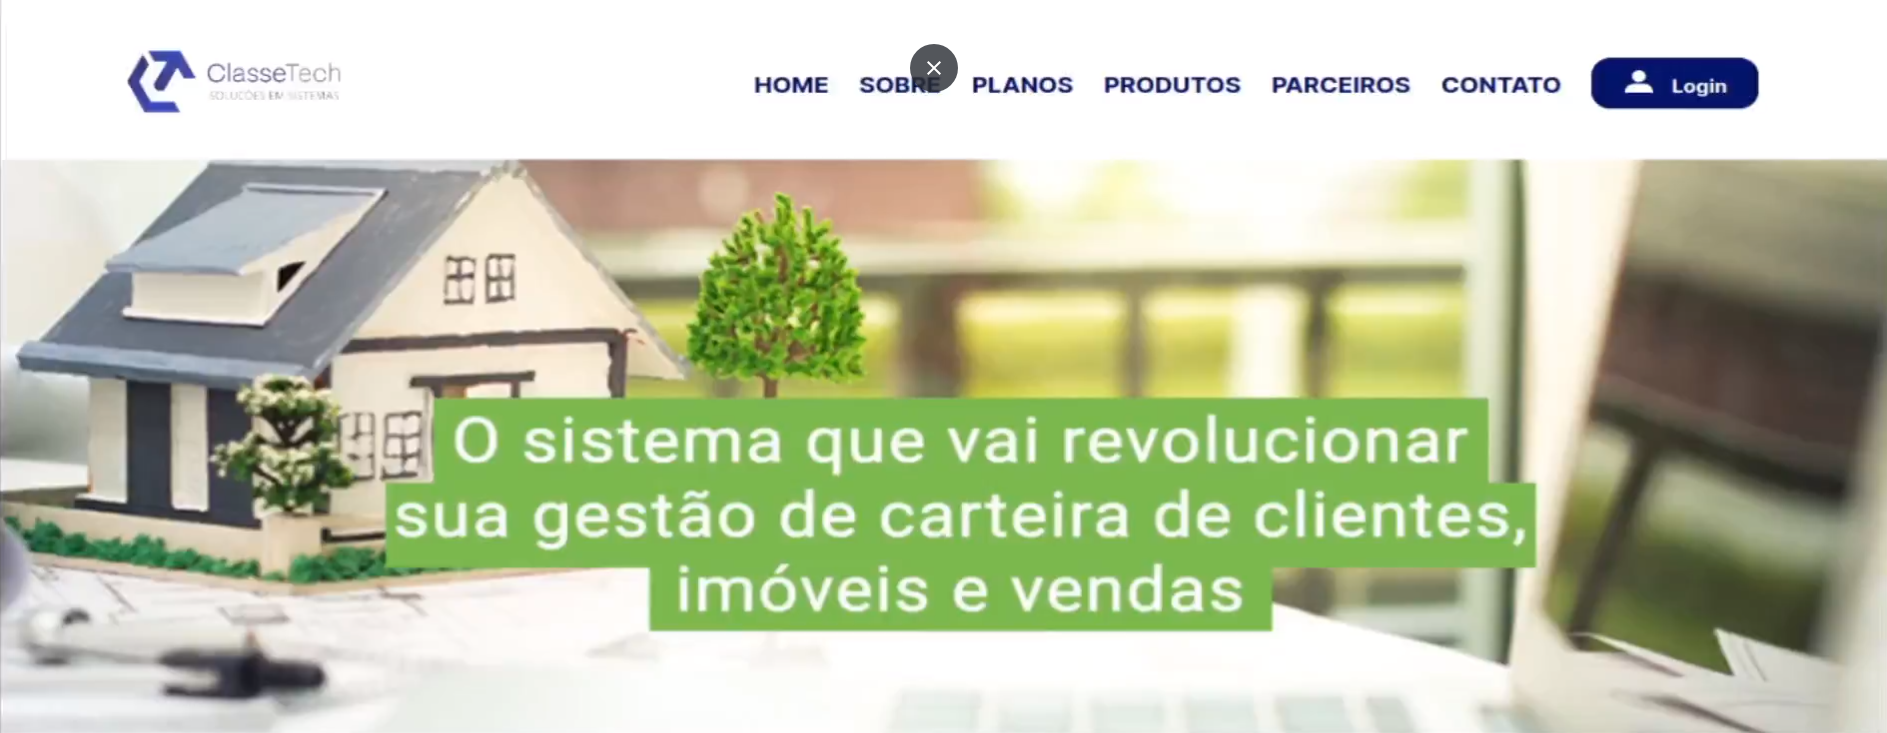 ClasseTech
SOLUÇÕES EM SISTEMAS
HOME SOBRE PLANOS PRODUTOS PARCEIROS CONTATO Login
O sistema que vai revolucionar
sua gestão de carteira de clientes,
imóveis e vendas